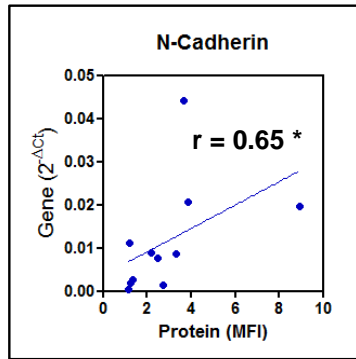 N-Cadherin
Gene (2^-ΔCt)
0.05
0.04
0.03
0.02
0.01
0.00
r = 0.65 *
0 2 4 6 8 10
Protein (MFI)